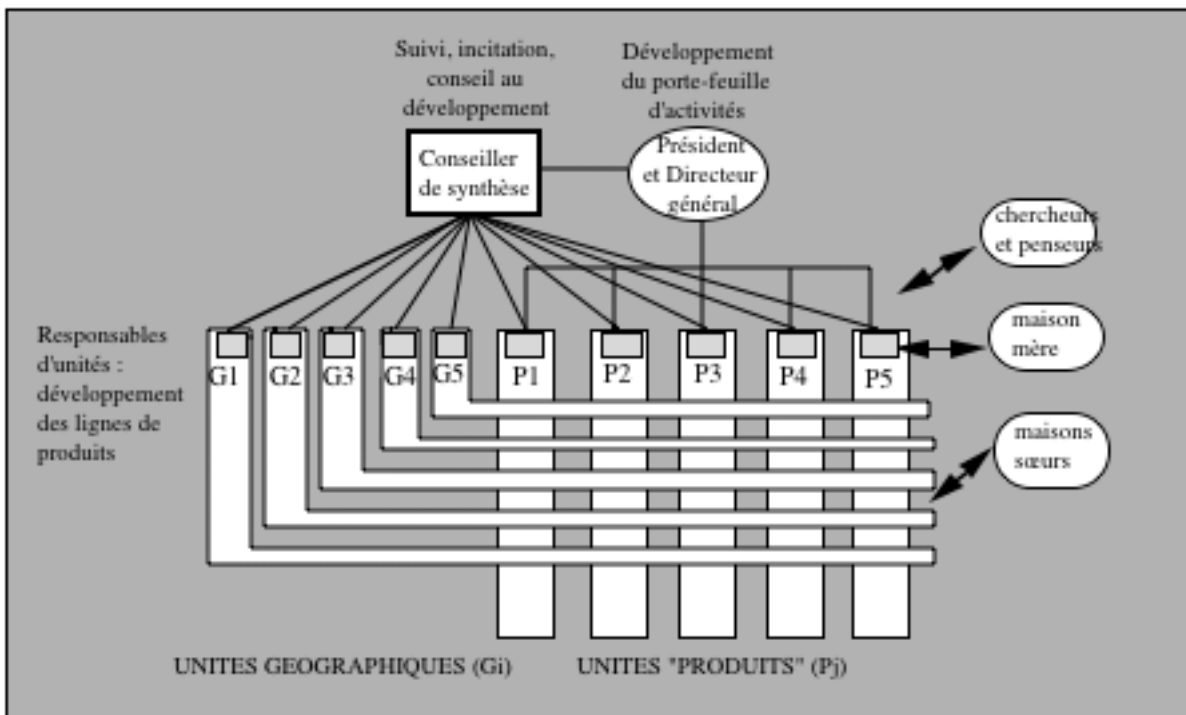 Suivi, incitation,
conseil au
développement
Développement
du porte-feuille
d'activités
Conseiller
de synthèse
Président
et Directeur
général
chercheurs
et penseurs
maison
mère
maisons
sœurs
Responsables
d'unités :
développement
des lignes de
produits
G1 G2 G3 G4 G5 P1 P2 P3 P4 P5
UNITES GEOGRAPHIQUES (Gi) UNITES "PRODUITS" (Pj)